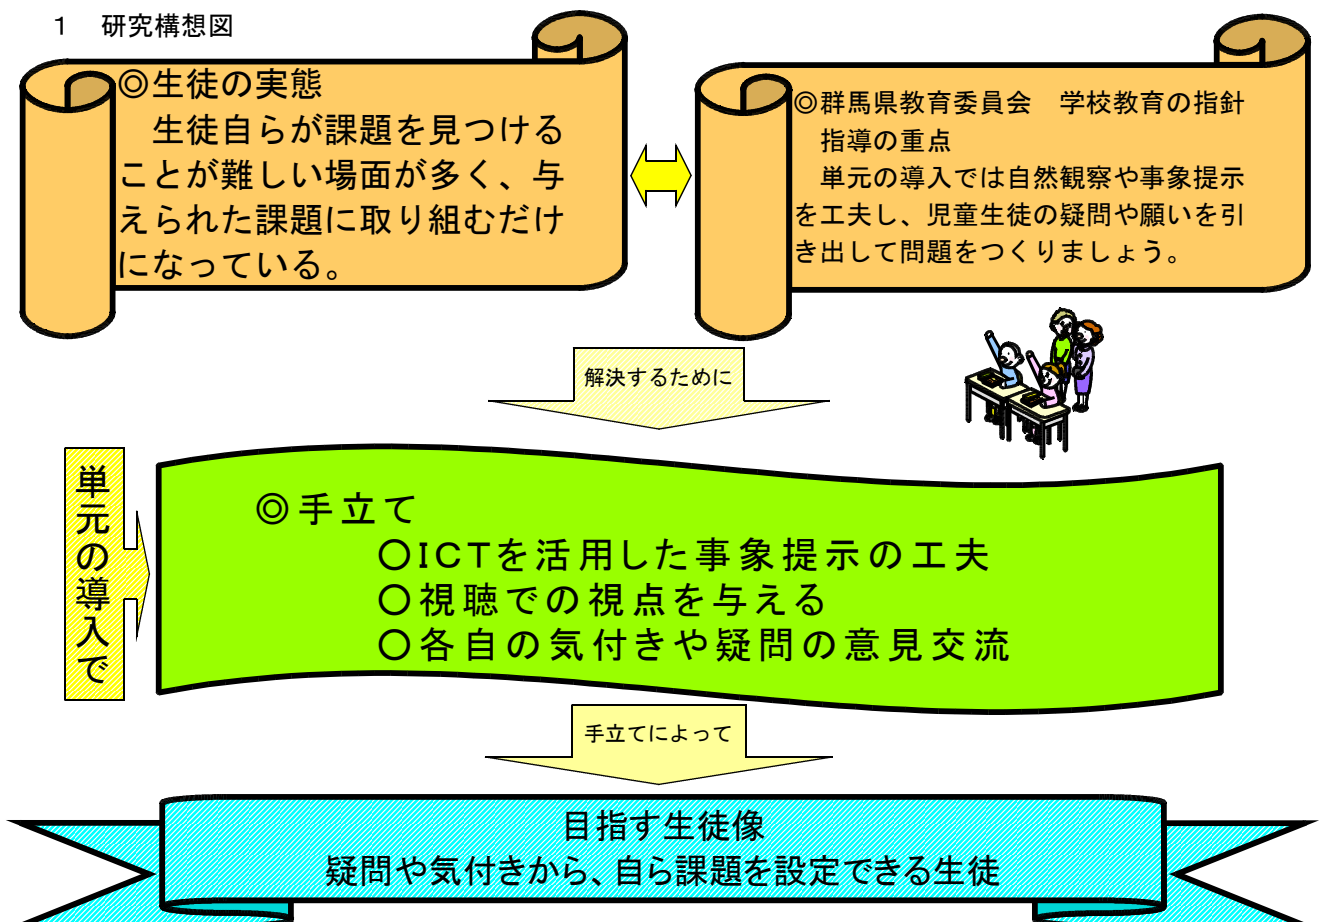 １　研究構想図
◎生徒の実態
　生徒自らが課題を見つける
ことが難しい場面が多く、与
えられた課題に取り組むだけ
になっている。
◎群馬県教育委員会　学校教育の指針
　指導の重点
　単元の導入では自然観察や事象提示
を工夫し、児童生徒の疑問や願いを引
き出して問題をつくりましょう。
解決するために
単元の導入で
◎手立て
○ICTを活用した事象提示の工夫
○視聴での視点を与える
○各自の気付きや疑問の意見交流
手立てによって
目指す生徒像
疑問や気付きから、自ら課題を設定できる生徒